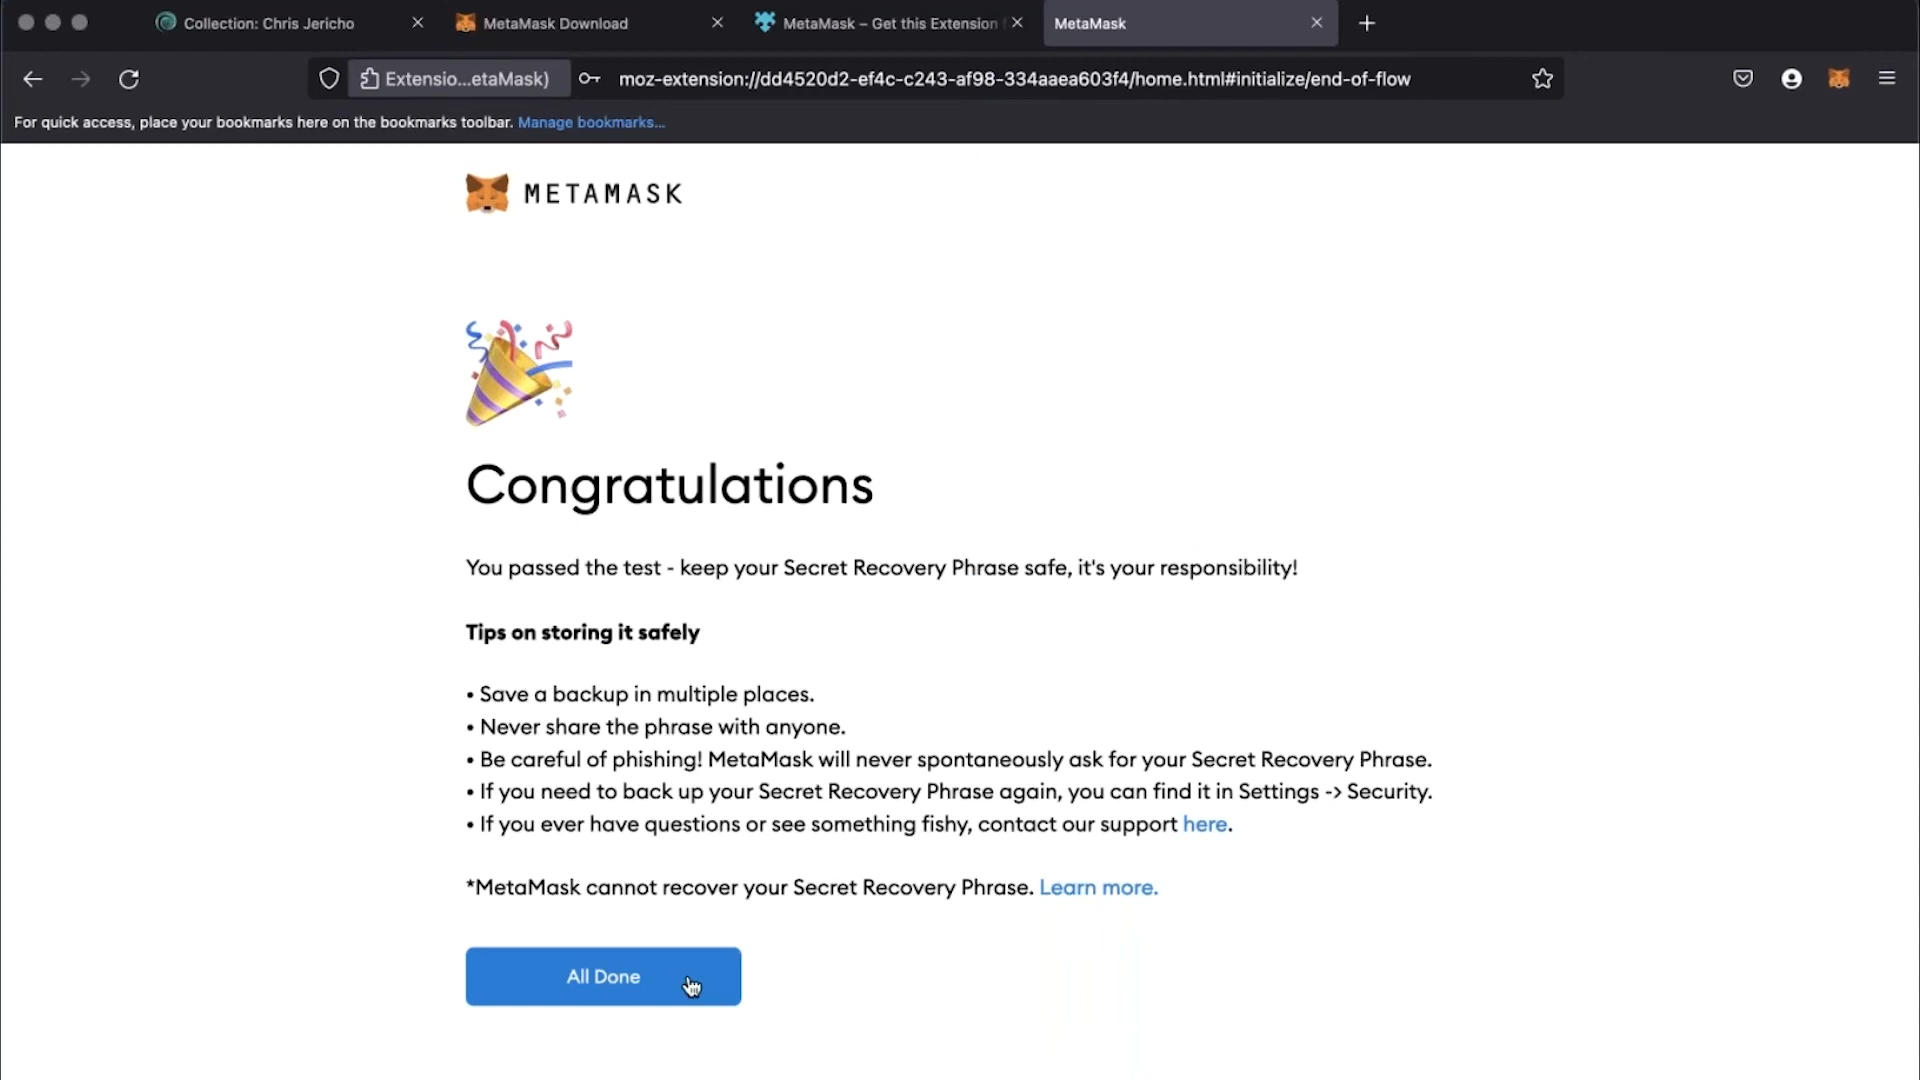 Collection: Chris Jericho
MetaMask Download
MetaMask – Get this Extension
MetaMask
Extensio...etaMask)
moz-extension://dd4520d2-ef4c-c243-af98-334aaea603f4/home.html#initialize/end-of-flow
For quick access, place your bookmarks here on the bookmarks toolbar. Manage bookmarks...
METAMASK
Congratulations
You passed the test - keep your Secret Recovery Phrase safe, it's your responsibility!
Tips on storing it safely
• Save a backup in multiple places.
• Never share the phrase with anyone.
• Be careful of phishing! MetaMask will never spontaneously ask for your Secret Recovery Phrase.
• If you need to back up your Secret Recovery Phrase again, you can find it in Settings -> Security.
• If you ever have questions or see something fishy, contact our support here.
*MetaMask cannot recover your Secret Recovery Phrase. Learn more.
All Done